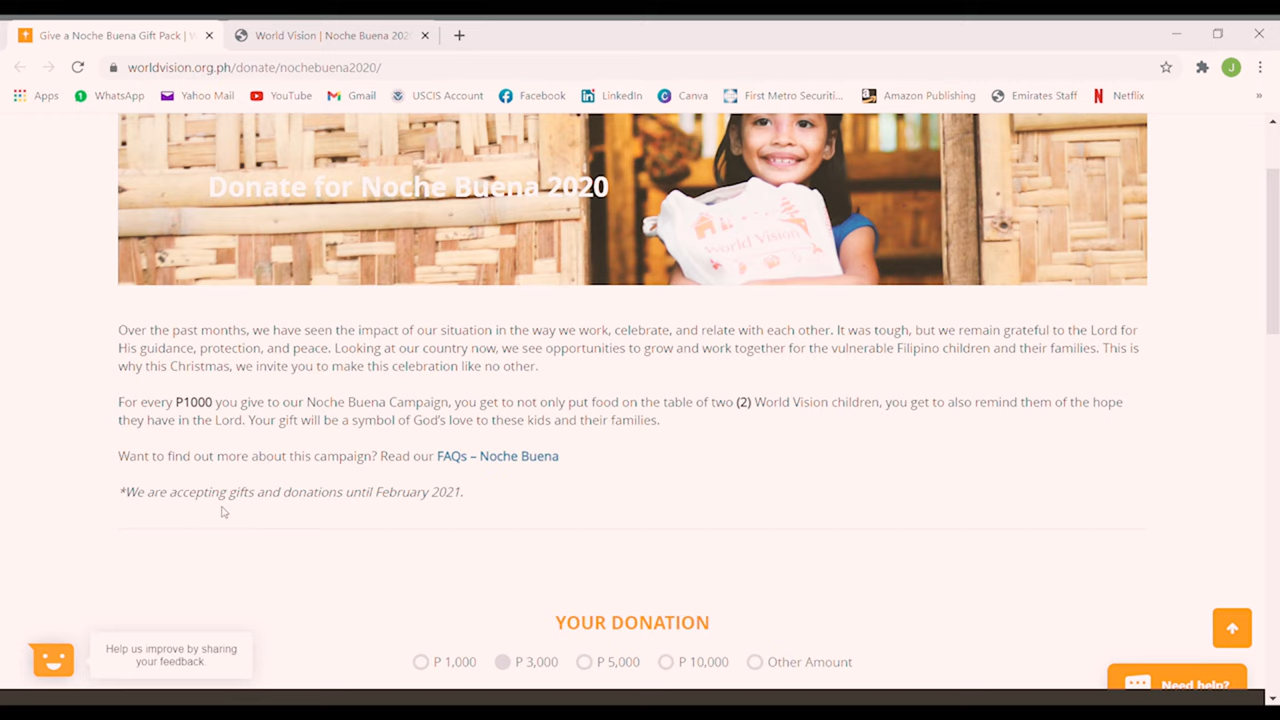 Give a Noche Buena Gift Pack | W
World Vision | Noche Buena 202
worldvision.org.ph/donate/nochebuena2020/
J
Apps
WhatsApp
Yahoo Mail
YouTube
Gmail
USCIS Account
Facebook
LinkedIn
Canva
First Metro Securiti...
Amazon Publishing
Emirates Staff
Netflix
»
Donate for Noche Buena 2020
World Vision
Over the past months, we have seen the impact of our situation in the way we work, celebrate, and relate with each other. It was tough, but we remain grateful to the Lord for
His guidance, protection, and peace. Looking at our country now, we see opportunities to grow and work together for the vulnerable Filipino children and their families. This is
why this Christmas, we invite you to make this celebration like no other.
For every P1000 you give to our Noche Buena Campaign, you get to not only put food on the table of two (2) World Vision children, you get to also remind them of the hope
they have in the Lord. Your gift will be a symbol of God's love to these kids and their families.
Want to find out more about this campaign? Read our FAQs – Noche Buena
*We are accepting gifts and donations until February 2021.
YOUR DONATION
P 1,000
P 3,000
P 5,000
P 10,000
Other Amount
Help us improve by sharing
your feedback.
Need help?